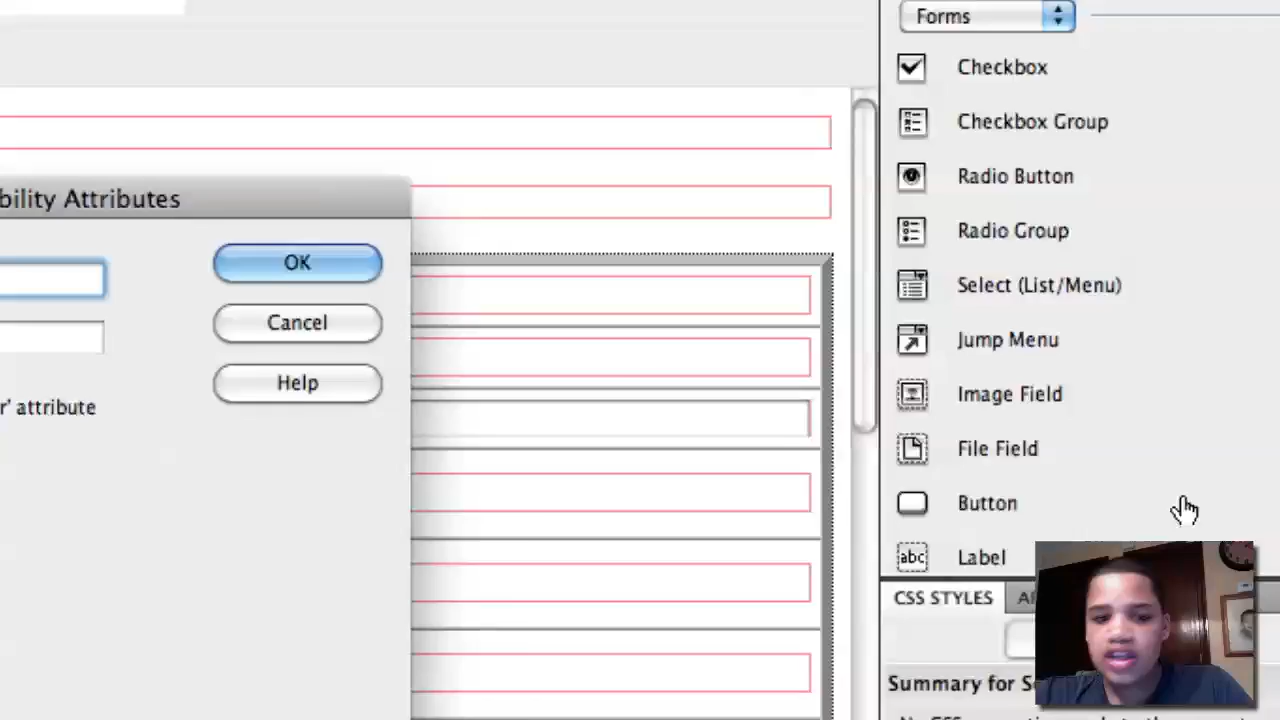 Forms
Checkbox
Checkbox Group
Radio Button
bility Attributes
Radio Group
OK
Select (List/Menu)
Cancel
Jump Menu
Help
Image Field
r' attribute
File Field
Button
abc Label
CSS STYLES
Summary for